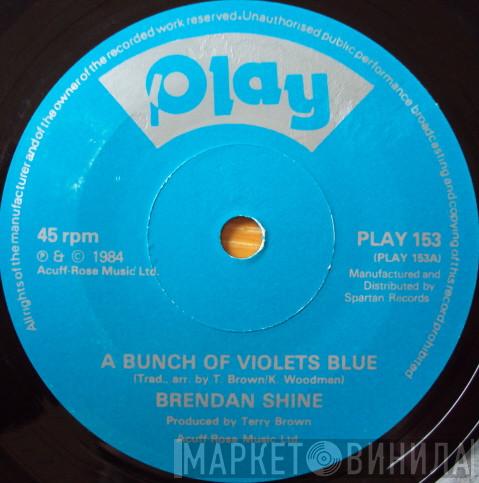 All rights of the manufacturer and of the owner of the recorded work reserved. Unauthorised public performance broadcasting and copying of this record prohibited
Play
45 rpm
℗ & © 1984
Acuff-Rose Music Ltd.
PLAY 153
(PLAY 153A)
Manufactured and
Distributed by
Spartan Records
A BUNCH OF VIOLETS BLUE
(Trad., arr. by T. Brown/K. Woodman)
BRENDAN SHINE
Produced by Terry Brown
Acuff Rose Music Ltd
МАРКЕТ ВИНИЛА